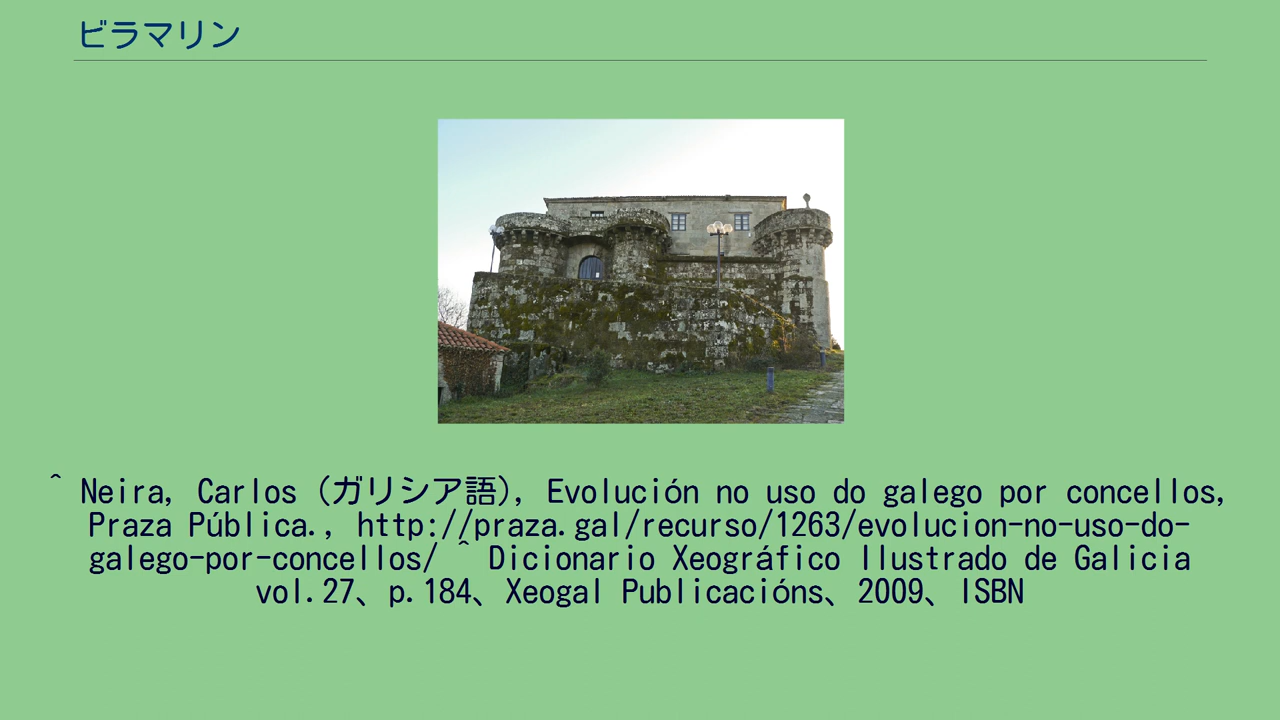 ビラマリン
^ Neira, Carlos (ガリシア語), Evolución no uso do galego por concellos,
Praza Pública., http://praza.gal/recurso/1263/evolucion-no-uso-do-
galego-por-concellos/ ^ Dicionario Xeográfico Ilustrado de Galicia
vol.27、p.184、Xeogal Publicacións、2009、ISBN